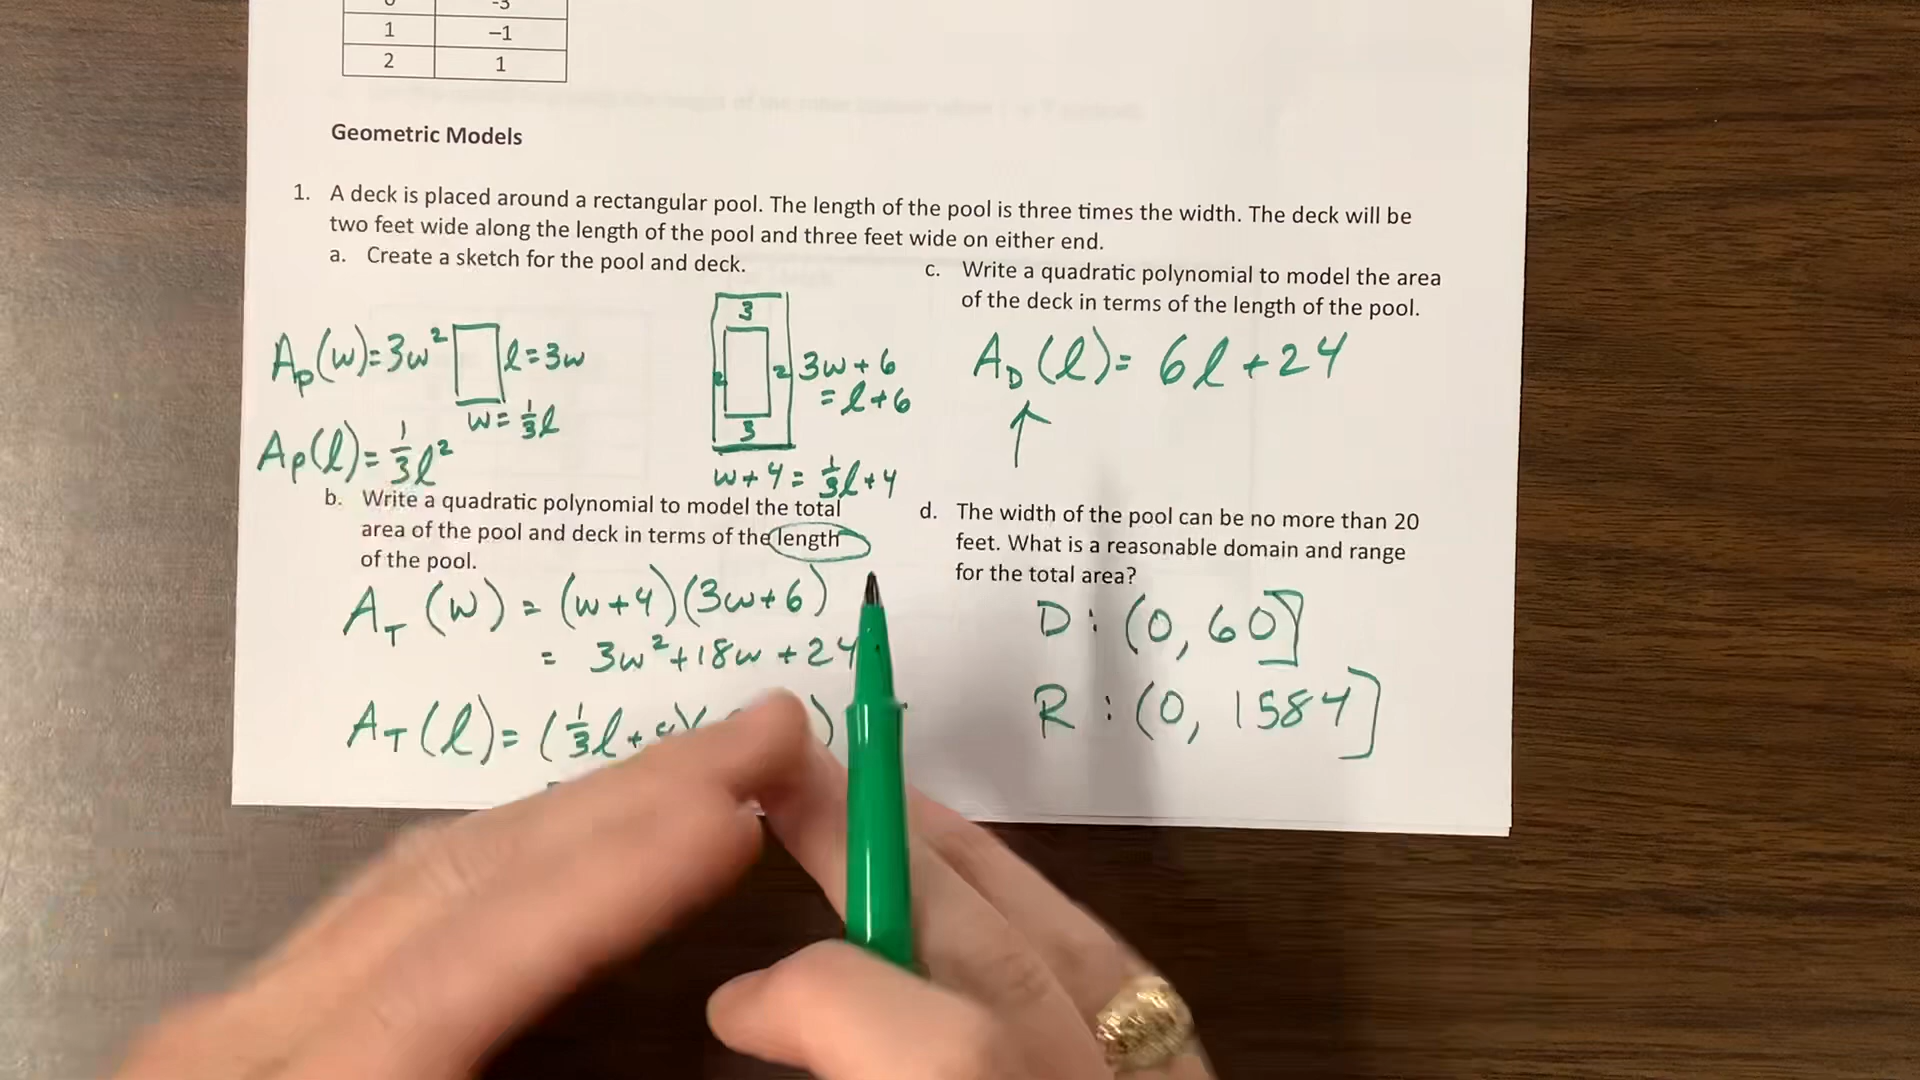 -3
1 –1
2 1
Geometric Models
1. A deck is placed around a rectangular pool. The length of the pool is three times the width. The deck will be
two feet wide along the length of the pool and three feet wide on either end.
a. Create a sketch for the pool and deck.
A_P(w)=3w² l=3w
w=⅓l
A_P(l)=⅓l²
3
2 2 3w+6
=l+6
3
w+4=⅓l+4
b. Write a quadratic polynomial to model the total
area of the pool and deck in terms of the length
of the pool.
A_T(w)=(w+4)(3w+6)
= 3w²+18w+24
A_T(l)=(⅓l+
c. Write a quadratic polynomial to model the area
of the deck in terms of the length of the pool.
A_D(l)= 6l+24
d. The width of the pool can be no more than 20
feet. What is a reasonable domain and range
for the total area?
D: (0, 60]
R: (0, 1584]